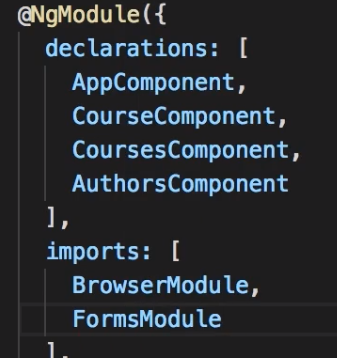 @NgModule({
declarations: [
AppComponent,
CourseComponent,
CoursesComponent,
AuthorsComponent
],
imports: [
BrowserModule,
FormsModule
],